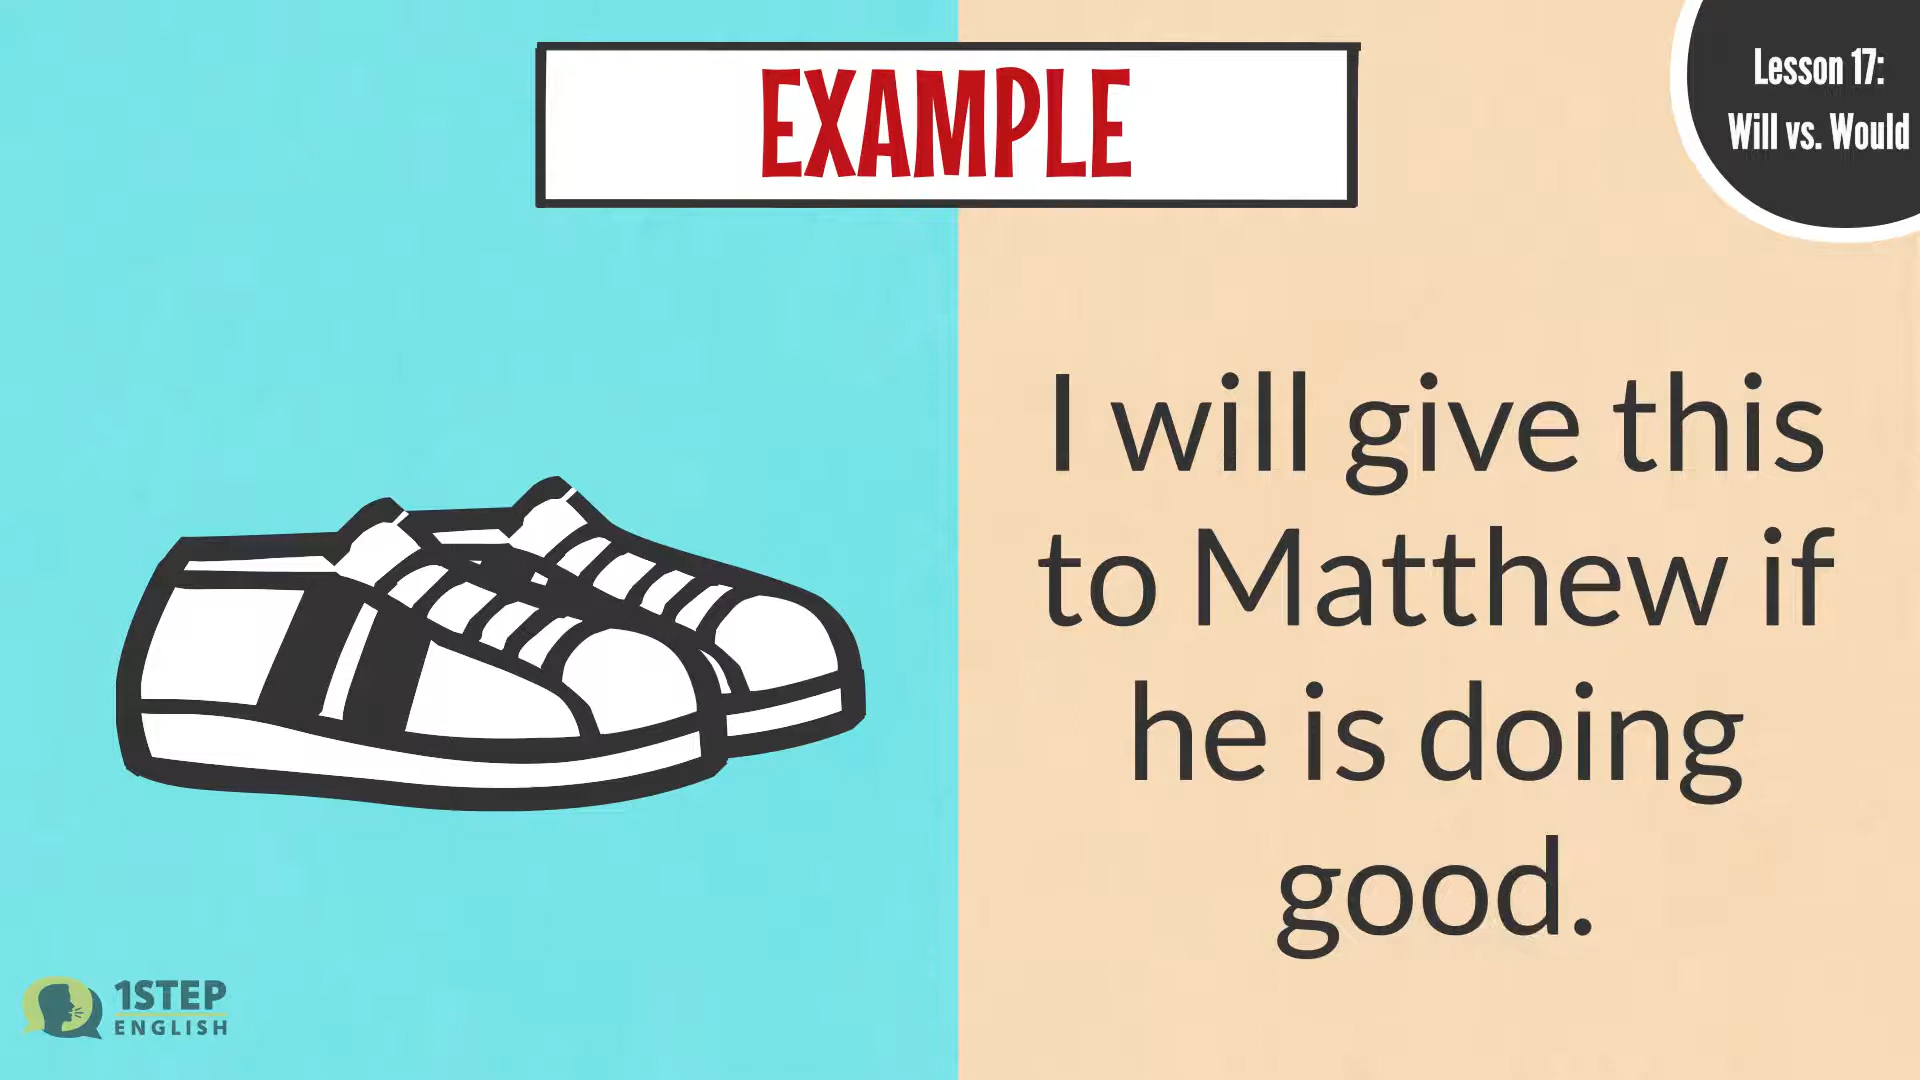 EXAMPLE
Lesson 17:
Will vs. Would
I will give this
to Matthew if
he is doing
good.
1STEP
ENGLISH